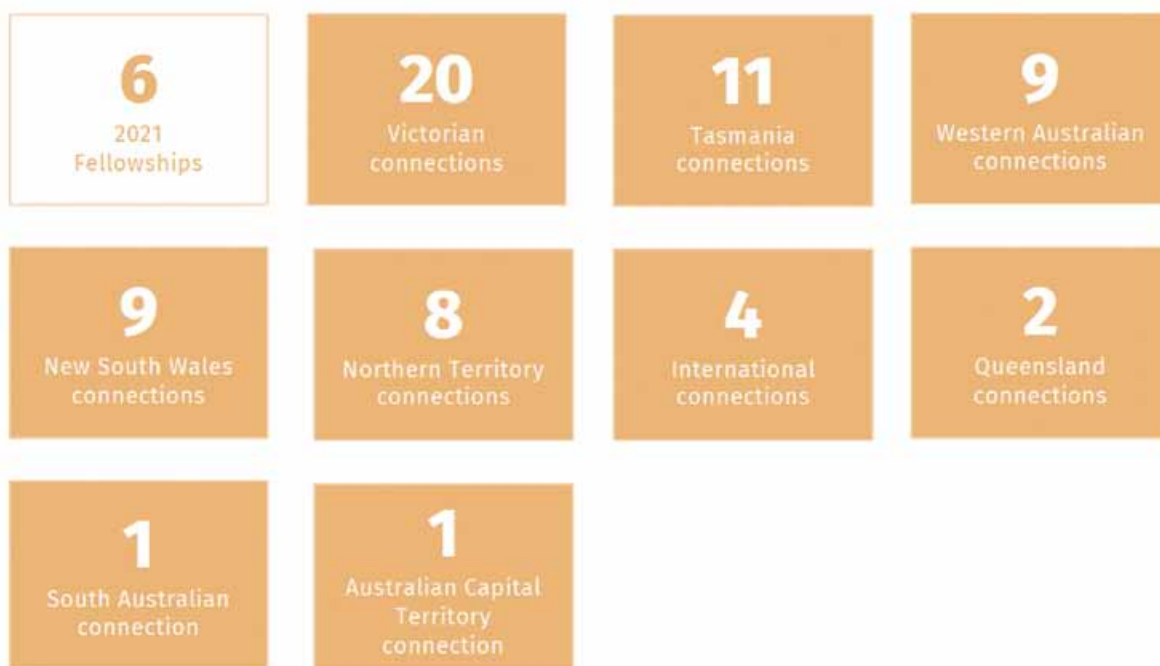 6
2021
Fellowships
20
Victorian
connections
11
Tasmania
connections
9
Western Australian
connections
9
New South Wales
connections
8
Northern Territory
connections
4
International
connections
2
Queensland
connections
1
South Australian
connection
1
Australian Capital
Territory
connection